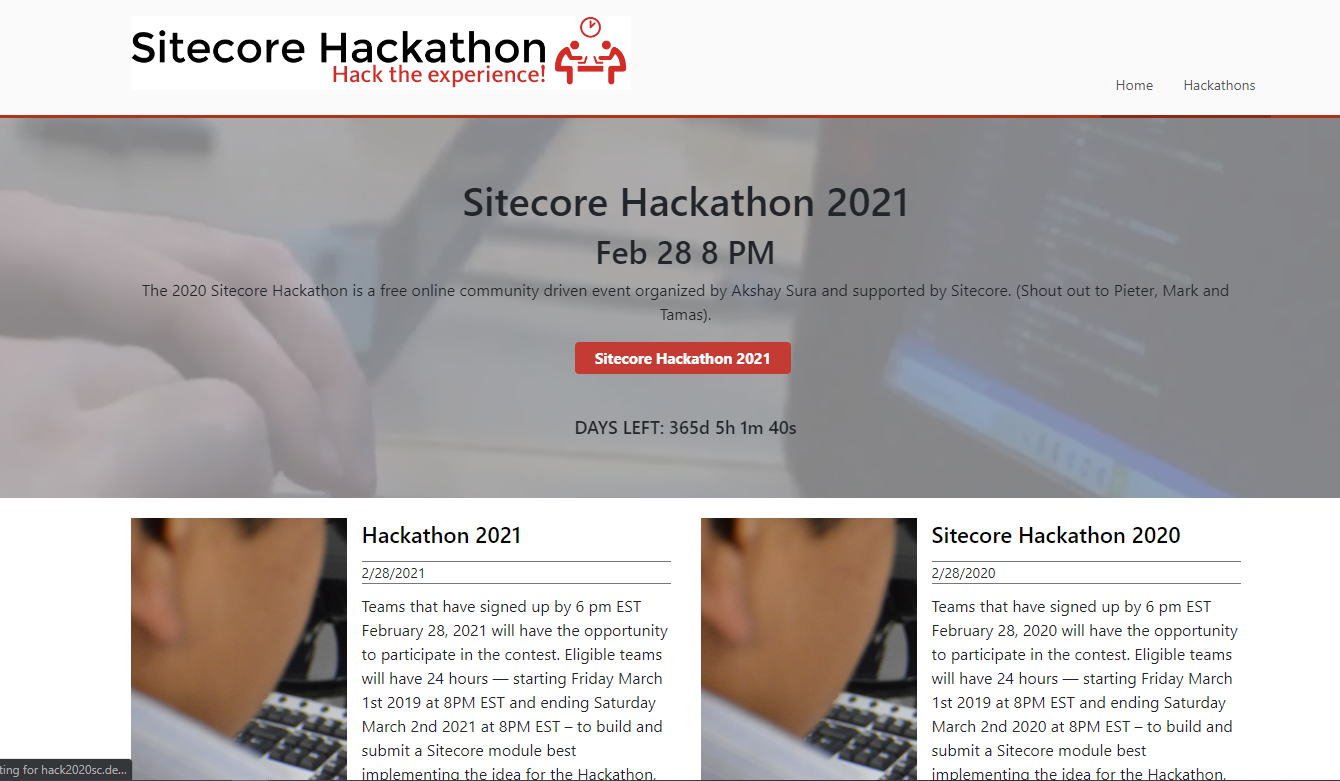 Sitecore Hackathon
Hack the experience!
Home
Hackathons
Sitecore Hackathon 2021
Feb 28 8 PM
The 2020 Sitecore Hackathon is a free online community driven event organized by Akshay Sura and supported by Sitecore. (Shout out to Pieter, Mark and
Tamas).
Sitecore Hackathon 2021
DAYS LEFT: 365d 5h 1m 40s
Hackathon 2021
2/28/2021
Teams that have signed up by 6 pm EST
February 28, 2021 will have the opportunity
to participate in the contest. Eligible teams
will have 24 hours — starting Friday March
1st 2019 at 8PM EST and ending Saturday
March 2nd 2021 at 8PM EST – to build and
submit a Sitecore module best
implementing the idea for the Hackathon.
Sitecore Hackathon 2020
2/28/2020
Teams that have signed up by 6 pm EST
February 28, 2020 will have the opportunity
to participate in the contest. Eligible teams
will have 24 hours — starting Friday March
1st 2019 at 8PM EST and ending Saturday
March 2nd 2020 at 8PM EST – to build and
submit a Sitecore module best
implementing the idea for the Hackathon.
ting for hack2020sc.de...